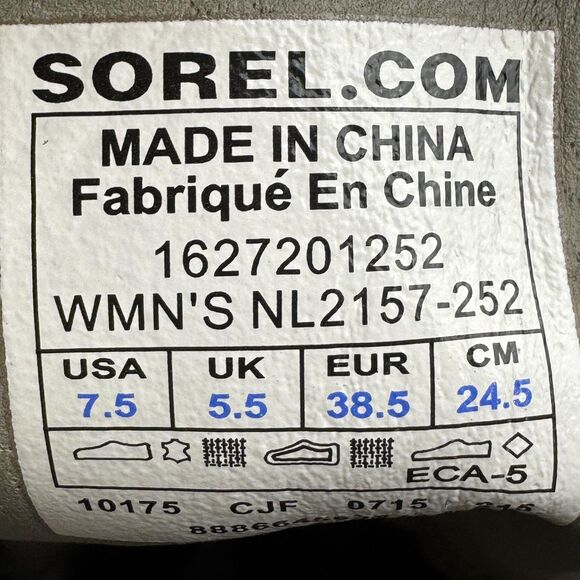 SOREL.COM
MADE IN CHINA
Fabriqué En Chine
1627201252
WMN'S NL2157-252
USA UK EUR CM
7.5 5.5 38.5 24.5
ECA-5
10175 CJF 0715